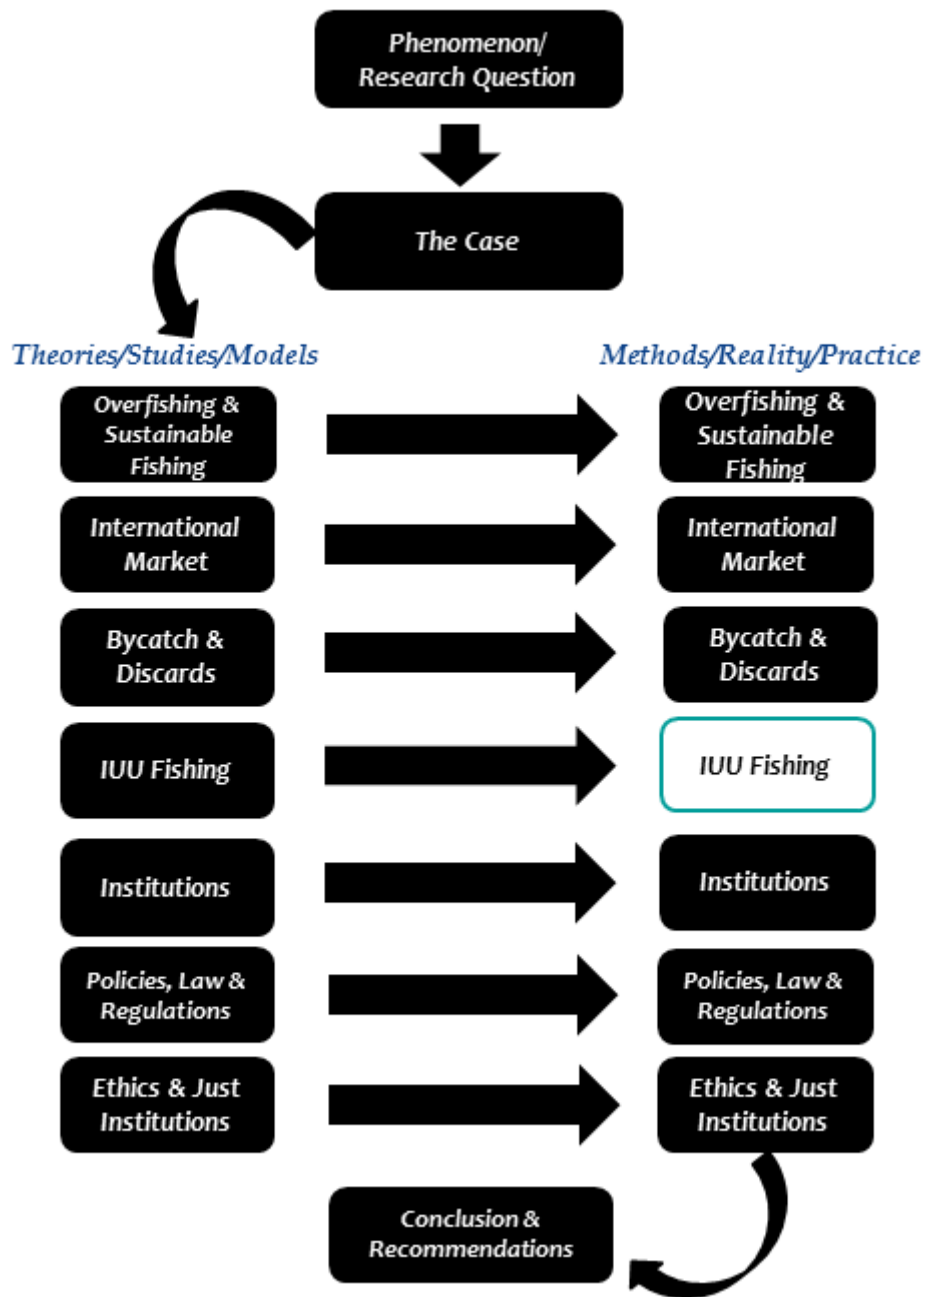 Phenomenon/
Research Question
The Case
Theories/Studies/Models
Methods/Reality/Practice
Overfishing &
Sustainable
Fishing
Overfishing &
Sustainable
Fishing
International
Market
International
Market
Bycatch &
Discards
Bycatch &
Discards
IUU Fishing
IUU Fishing
Institutions
Institutions
Policies, Law &
Regulations
Policies, Law &
Regulations
Ethics & Just
Institutions
Ethics & Just
Institutions
Conclusion &
Recommendations